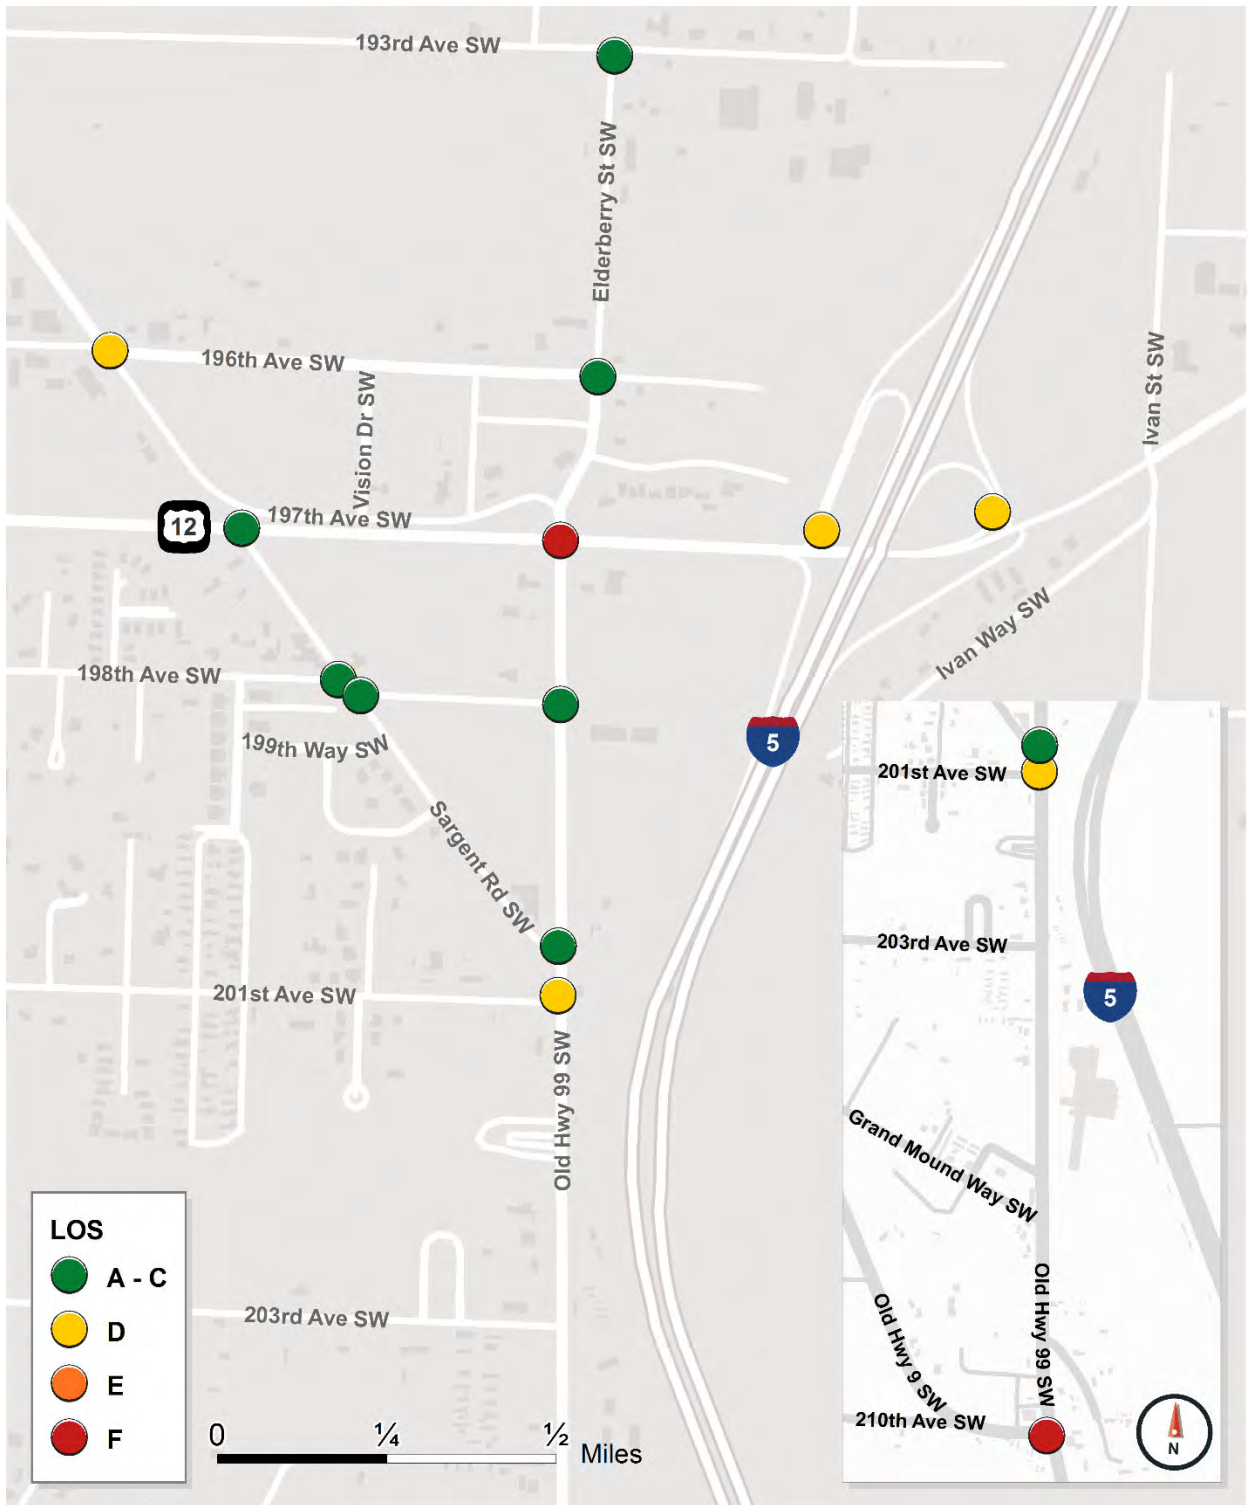 193rd Ave SW
Elderberry St SW
196th Ave SW
Vision Dr SW
Ivan St SW
12
197th Ave SW
Ivan Way SW
198th Ave SW
199th Way SW
5
Sargent Rd SW
201st Ave SW
Old Hwy 99 SW
203rd Ave SW
201st Ave SW
203rd Ave SW
5
Grand Mound Way SW
Old Hwy 99 SW
Old Hwy 9 SW
210th Ave SW
N
LOS
A - C
D
E
F
0 ¼ ½ Miles